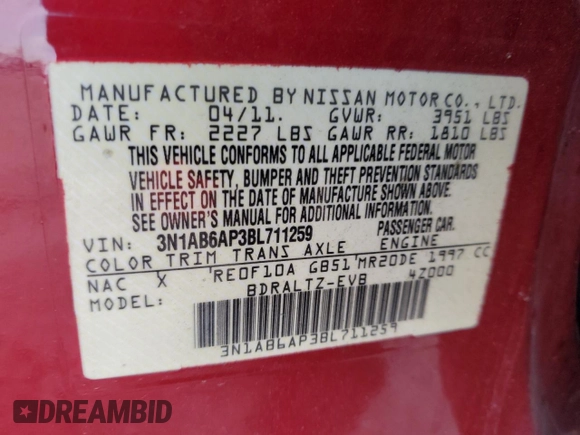 MANUFACTURED BY NISSAN MOTOR CO., LTD.
DATE: 04/11. GVWR: 3951 LBS
GAWR FR: 2227 LBS GAWR RR: 1810 LBS
THIS VEHICLE CONFORMS TO ALL APPLICABLE FEDERAL MOTOR
VEHICLE SAFETY, BUMPER AND THEFT PREVENTION STANDARDS
IN EFFECT ON THE DATE OF MANUFACTURE SHOWN ABOVE.
SEE OWNER'S MANUAL FOR ADDITIONAL INFORMATION.
VIN: 3N1AB6AP3BL711259 PASSENGER CAR.
COLOR TRIM TRANS AXLE ENGINE
NAC X 'RE0F10A GB51'MR20DE 1997 CC
MODEL: BDRALTZ-EVB 4Z000
3N1AB6AP3BL711259
DREAMBID